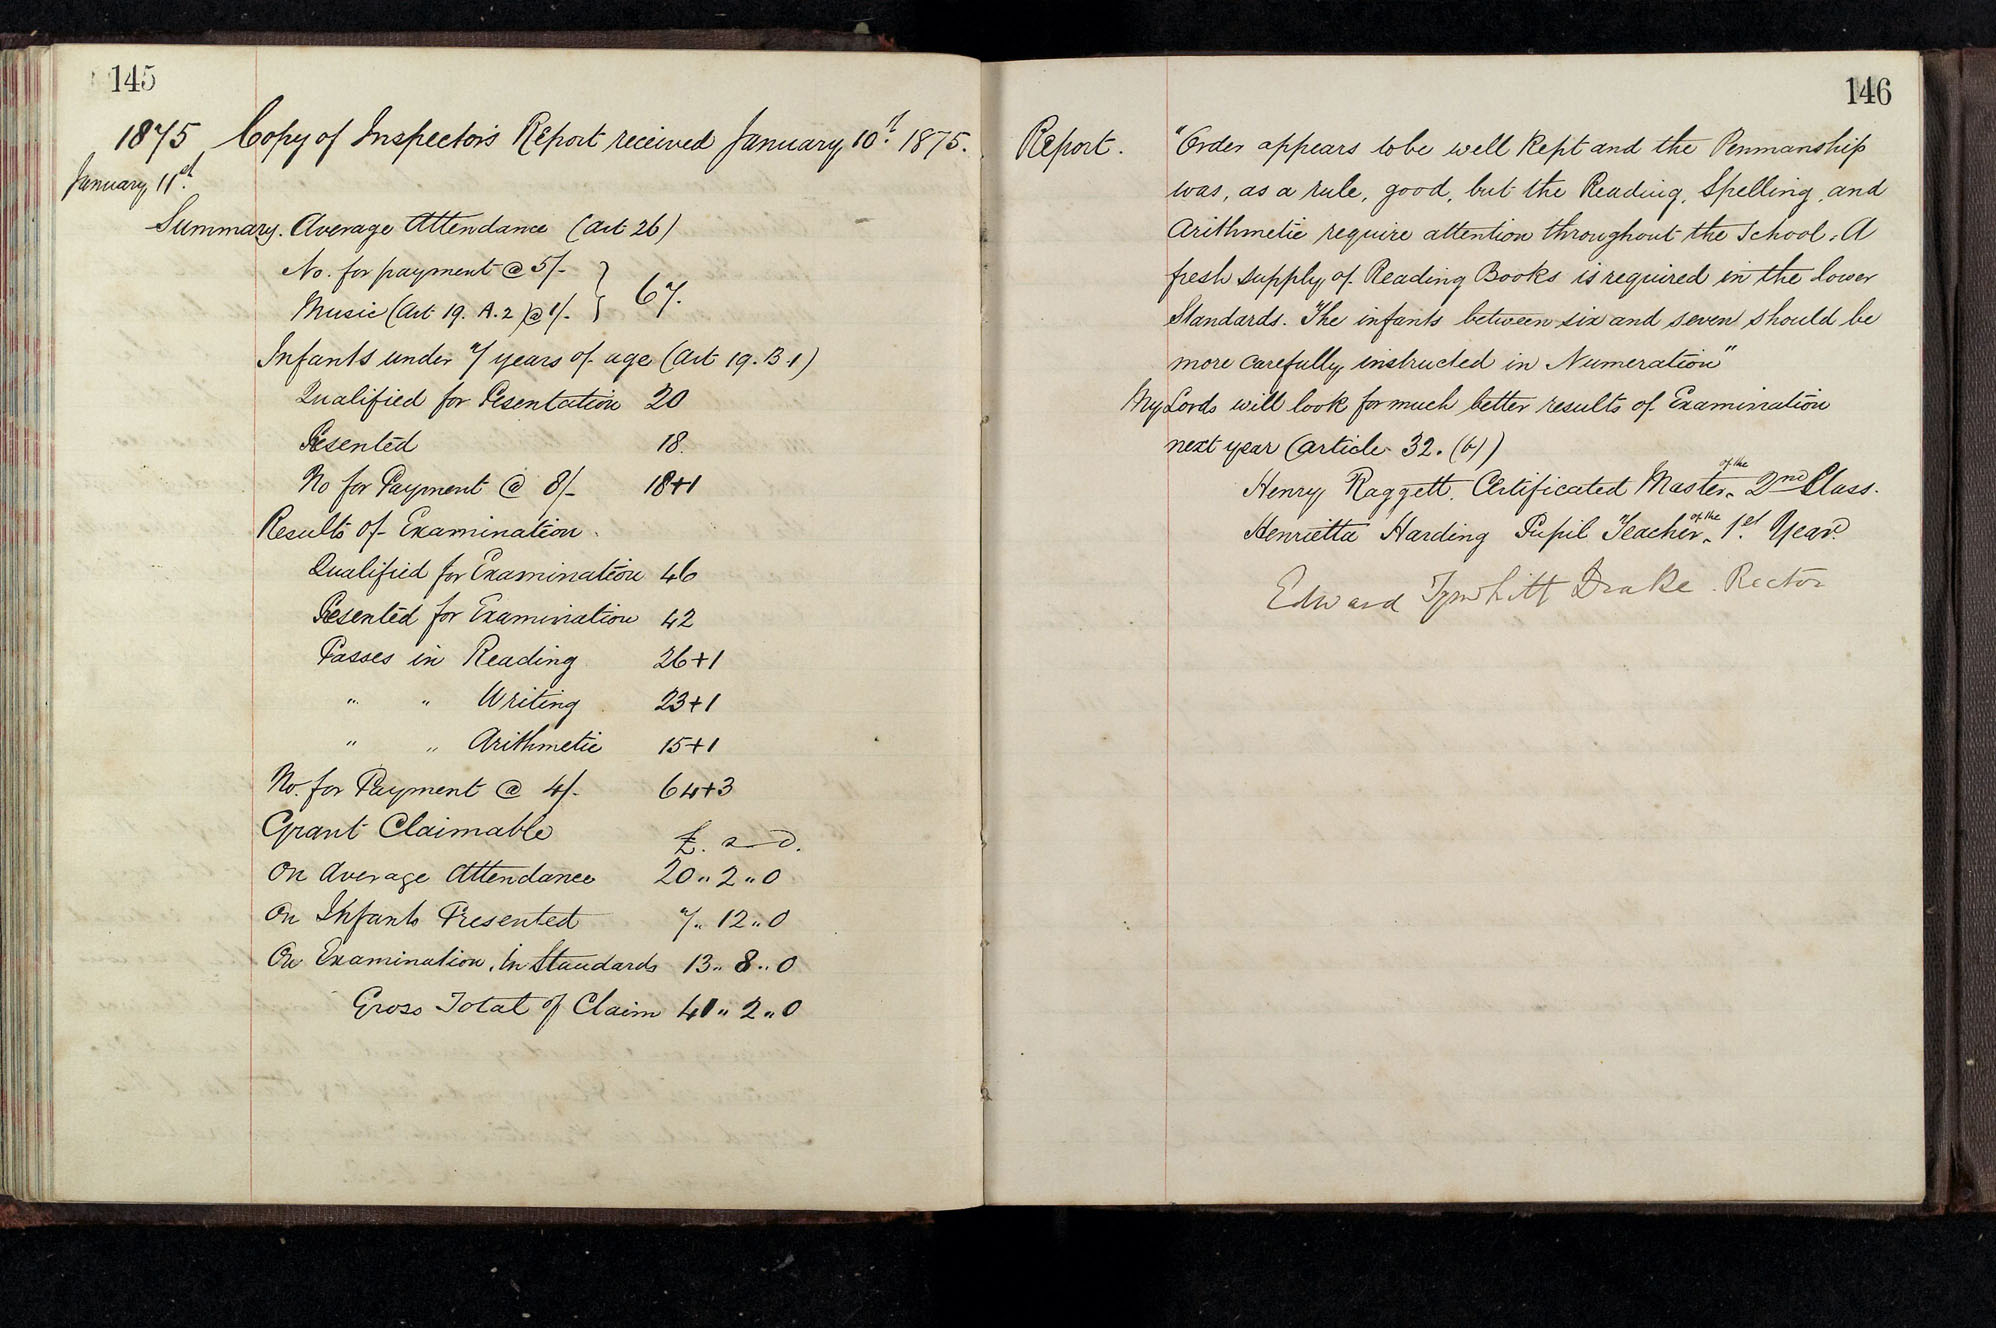 145
1875 Copy of Inspector's Report received January 10th 1875.
January 11th
Summary. Average Attendance (Art 26)
No. for payment @ 5/- } 67.
Music (Art 19. A.2) @ 1/-
Infants under 7 years of age (Art 19. B.1)
Qualified for Presentation 20
Presented 18.
No for Payment @ 8/- 18+1
Results of Examination.
Qualified for Examination 46
Presented for Examination 42
Passes in Reading 26+1
" " Writing 23+1
" " Arithmetic 15+1
No. for Payment @ 4/- 64+3
Grant Claimable £. s. d.
On Average Attendance 20 " 2 " 0
On Infants Presented 7 " 12 " 0
On Examination in Standards 13 " 8 " 0
Gross Total of Claim 41 " 2 " 0
146
Report. "Order appears to be well kept and the Penmanship
was, as a rule, good, but the Reading, Spelling, and
Arithmetic require attention throughout the School. A
fresh supply of Reading Books is required in the lower
Standards. The infants between six and seven should be
more carefully instructed in Numeration"
My Lords will look for much better results of Examination
next year (article 32. (b))
Henry Raggett. Certificated Master of the 2nd Class.
Henrietta Harding Pupil Teacher of the 1st Year.
Edward Tyrwhitt Drake. Rector